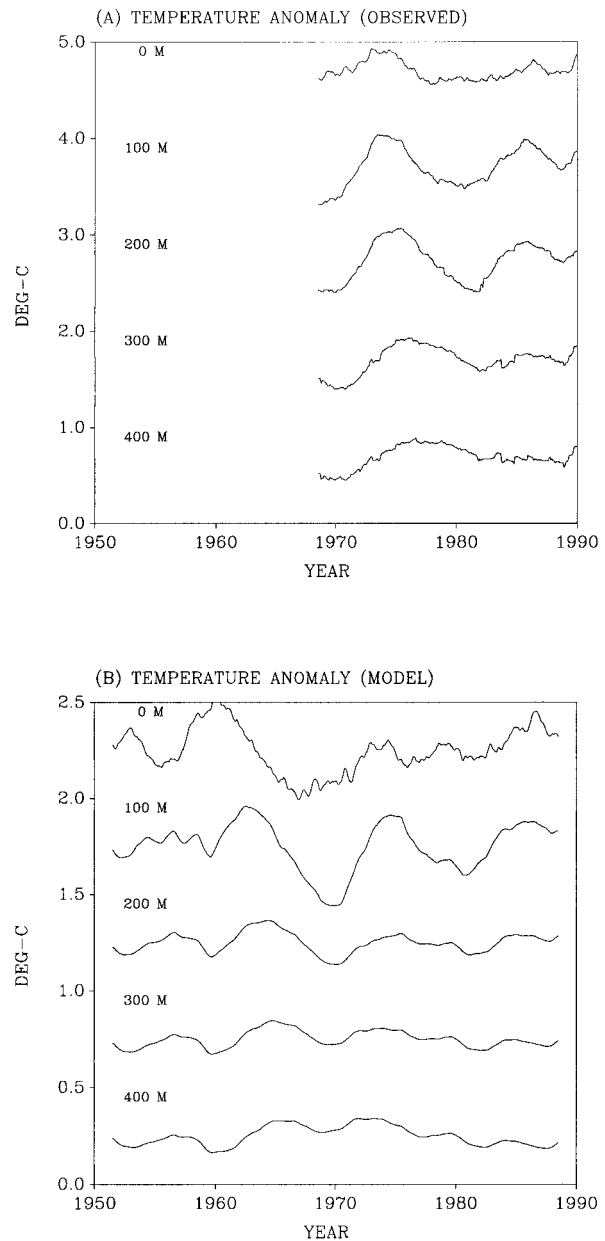 (A) TEMPERATURE ANOMALY (OBSERVED)
5.0
0 M
4.0
100 M
3.0
200 M
DEG-C
2.0
300 M
1.0
400 M
0.0
1950 1960 1970 1980 1990
YEAR
(B) TEMPERATURE ANOMALY (MODEL)
2.5
0 M
2.0
100 M
1.5
200 M
DEG-C
1.0
300 M
0.5
400 M
0.0
1950 1960 1970 1980 1990
YEAR